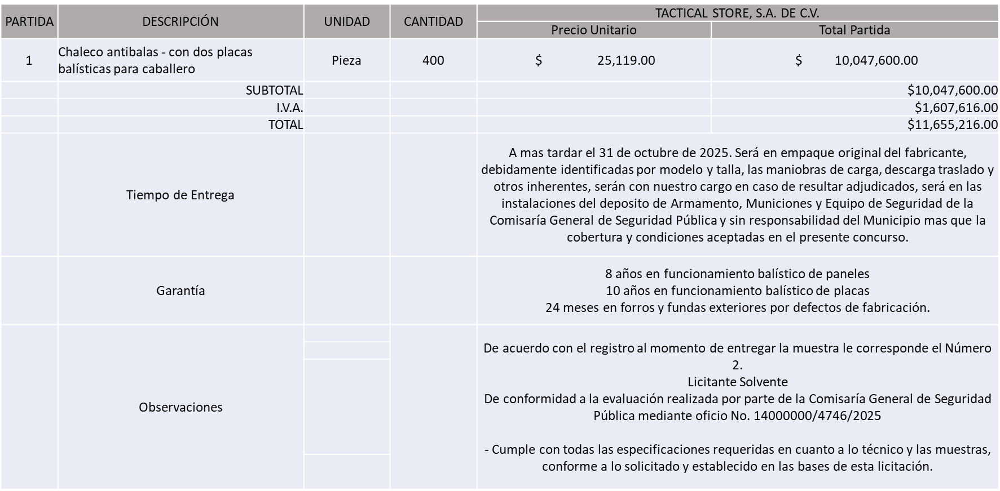 PARTIDA DESCRIPCIÓN UNIDAD CANTIDAD TACTICAL STORE, S.A. DE C.V.
Precio Unitario Total Partida
1 Chaleco antibalas - con dos placas
balísticas para caballero Pieza 400 $ 25,119.00 $ 10,047,600.00
SUBTOTAL $10,047,600.00
I.V.A. $1,607,616.00
TOTAL $11,655,216.00
Tiempo de Entrega
A mas tardar el 31 de octubre de 2025. Será en empaque original del fabricante,
debidamente identificadas por modelo y talla, las maniobras de carga, descarga traslado y
otros inherentes, serán con nuestro cargo en caso de resultar adjudicados, será en las
instalaciones del deposito de Armamento, Municiones y Equipo de Seguridad de la
Comisaría General de Seguridad Pública y sin responsabilidad del Municipio mas que la
cobertura y condiciones aceptadas en el presente concurso.
Garantía
8 años en funcionamiento balístico de paneles
10 años en funcionamiento balístico de placas
24 meses en forros y fundas exteriores por defectos de fabricación.
Observaciones
De acuerdo con el registro al momento de entregar la muestra le corresponde el Número
2.
Licitante Solvente
De conformidad a la evaluación realizada por parte de la Comisaría General de Seguridad
Pública mediante oficio No. 14000000/4746/2025
- Cumple con todas las especificaciones requeridas en cuanto a lo técnico y las muestras,
conforme a lo solicitado y establecido en las bases de esta licitación.